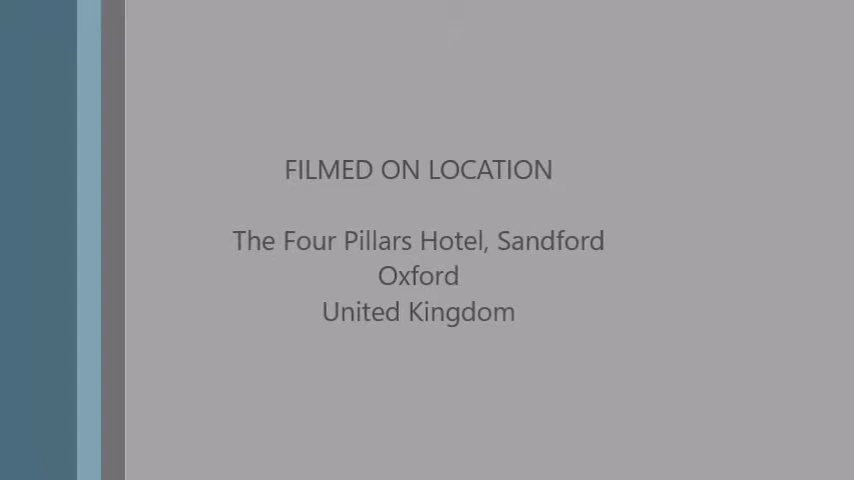 FILMED ON LOCATION
The Four Pillars Hotel, Sandford
Oxford
United Kingdom